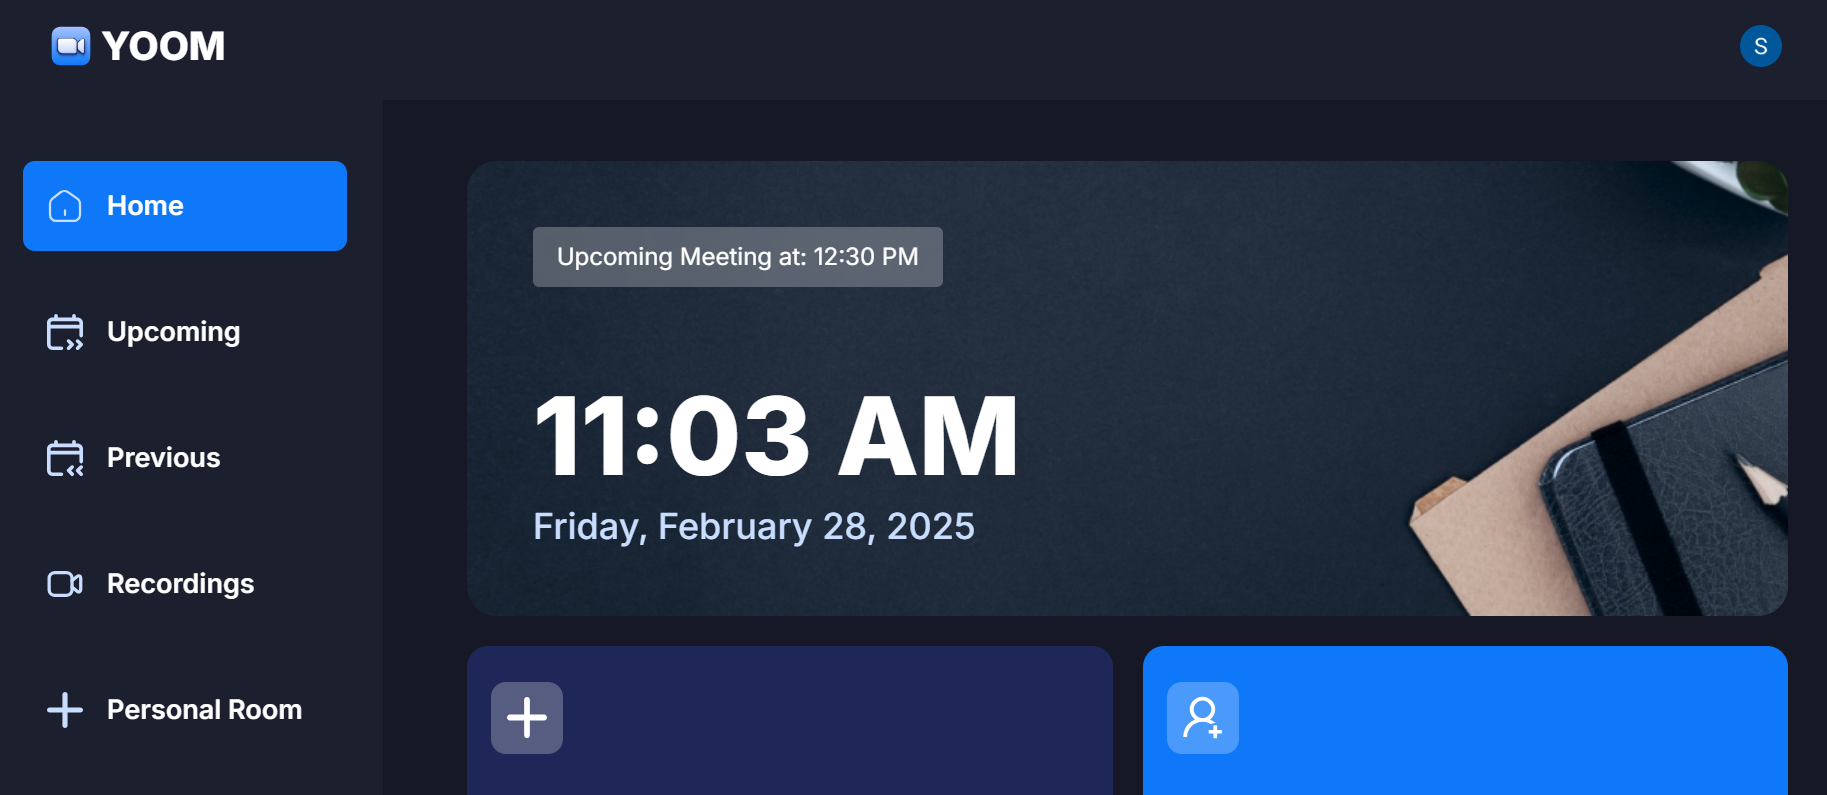 YOOM
S
Home
Upcoming
Previous
Recordings
Personal Room
Upcoming Meeting at: 12:30 PM
11:03 AM
Friday, February 28, 2025